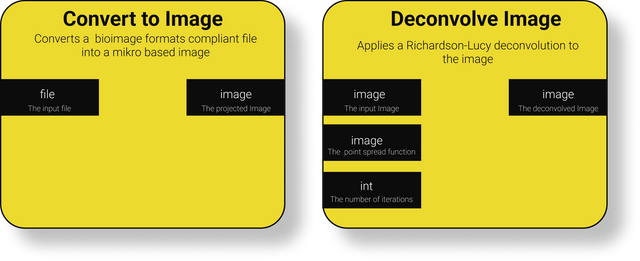 Convert to Image
Converts a bioimage formats compliant file
into a mikro based image
file
The input file
image
The projected Image
Deconvolve Image
Applies a Richardson-Lucy deconvolution to
the image
image
The input Image
image
The point spread function
int
The number of iterations
image
The deconvolved Image